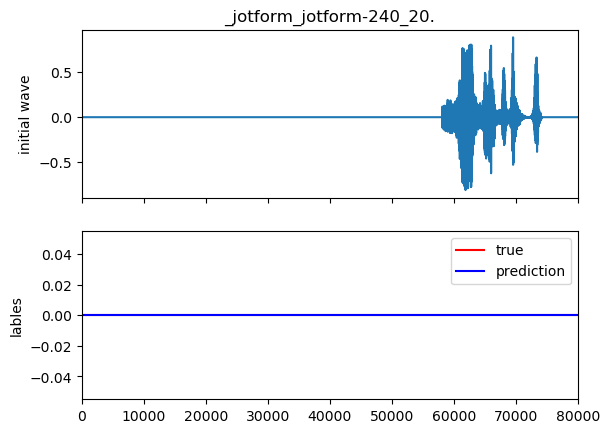 _jotform_jotform-240_20.
initial wave
0.5
0.0
−0.5
lables
0.04
0.02
0.00
−0.02
−0.04
true
prediction
0 10000 20000 30000 40000 50000 60000 70000 80000